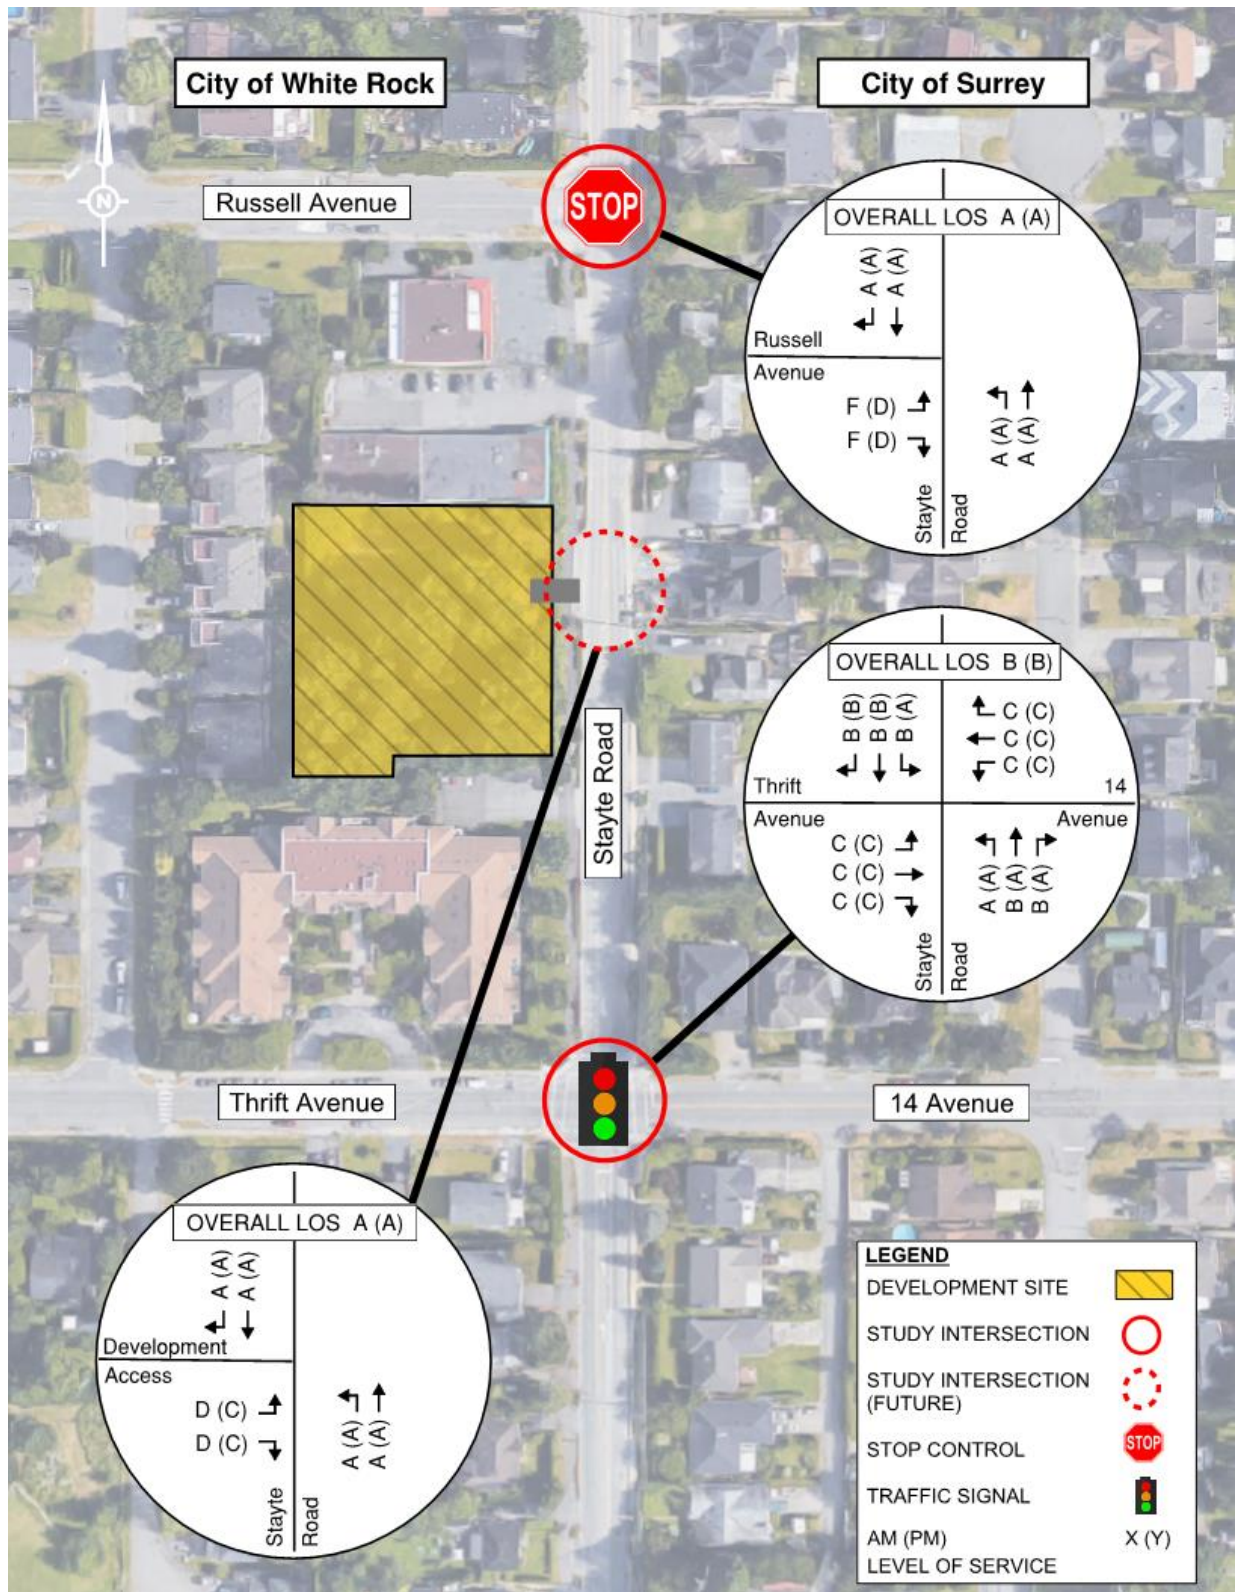 City of White Rock
City of Surrey
N
Russell Avenue
STOP
OVERALL LOS A (A)
A (A)
A (A)
Russell
Avenue
F (D)
F (D)
A (A)
A (A)
Stayte
Road
Stayte Road
OVERALL LOS B (B)
B (B)
B (B)
B (A)
C (C)
C (C)
C (C)
Thrift
14
Avenue
Avenue
C (C)
C (C)
C (C)
A (A)
B (A)
B (A)
Stayte
Road
Thrift Avenue
14 Avenue
OVERALL LOS A (A)
A (A)
A (A)
Development
Access
D (C)
D (C)
A (A)
A (A)
Stayte
Road
LEGEND
DEVELOPMENT SITE
STUDY INTERSECTION
STUDY INTERSECTION
(FUTURE)
STOP CONTROL
STOP
TRAFFIC SIGNAL
AM (PM) X (Y)
LEVEL OF SERVICE